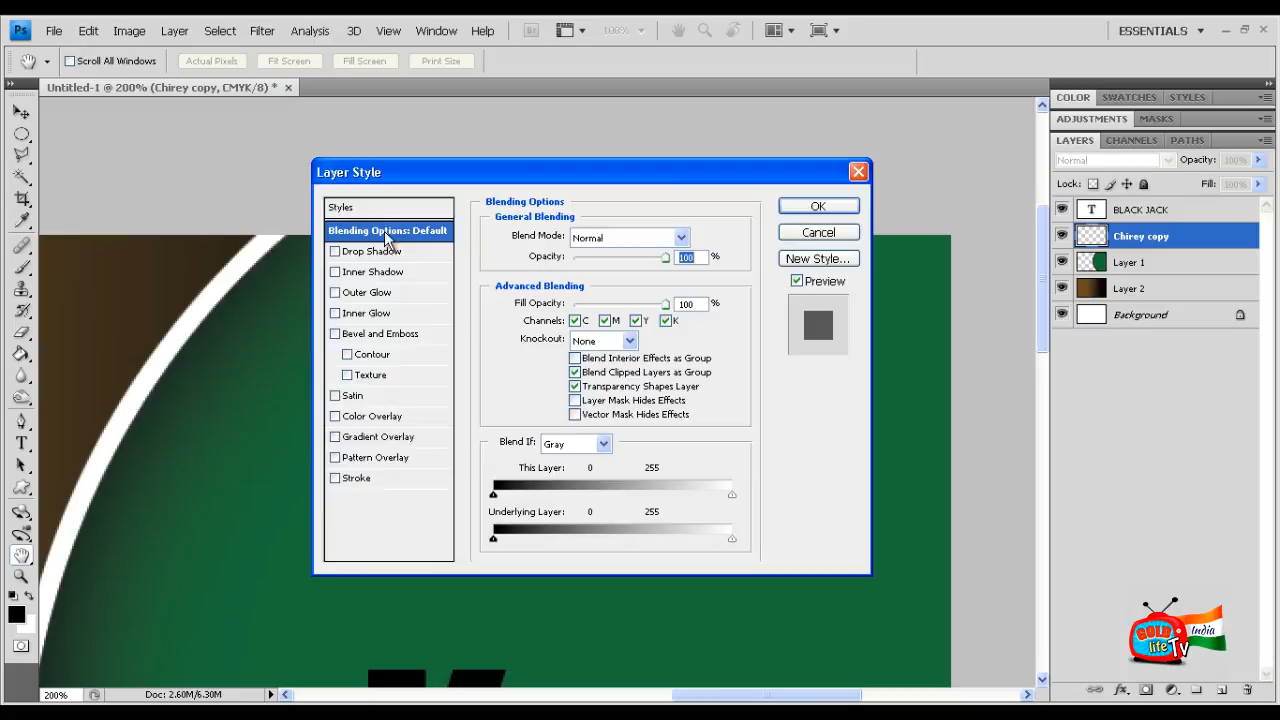 Ps File Edit Image Layer Select Filter Analysis 3D View Window Help Br 100% ESSENTIALS
Scroll All Windows Actual Pixels Fit Screen Fill Screen Print Size
Untitled-1 @ 200% (Chirey copy, CMYK/8) *
COLOR SWATCHES STYLES
ADJUSTMENTS MASKS
LAYERS CHANNELS PATHS
Normal Opacity: 100%
Lock: Fill: 100%
T BLACK JACK
Chirey copy
Layer 1
Layer 2
Background
Layer Style
Styles
Blending Options: Default
Drop Shadow
Inner Shadow
Outer Glow
Inner Glow
Bevel and Emboss
Contour
Texture
Satin
Color Overlay
Gradient Overlay
Pattern Overlay
Stroke
Blending Options
General Blending
Blend Mode: Normal
Opacity: 100 %
Advanced Blending
Fill Opacity: 100 %
Channels: C M Y K
Knockout: None
Blend Interior Effects as Group
Blend Clipped Layers as Group
Transparency Shapes Layer
Layer Mask Hides Effects
Vector Mask Hides Effects
Blend If: Gray
This Layer: 0 255
Underlying Layer: 0 255
OK
Cancel
New Style...
Preview
GOLD life Tv India
200% Doc: 2.60M/6.30M